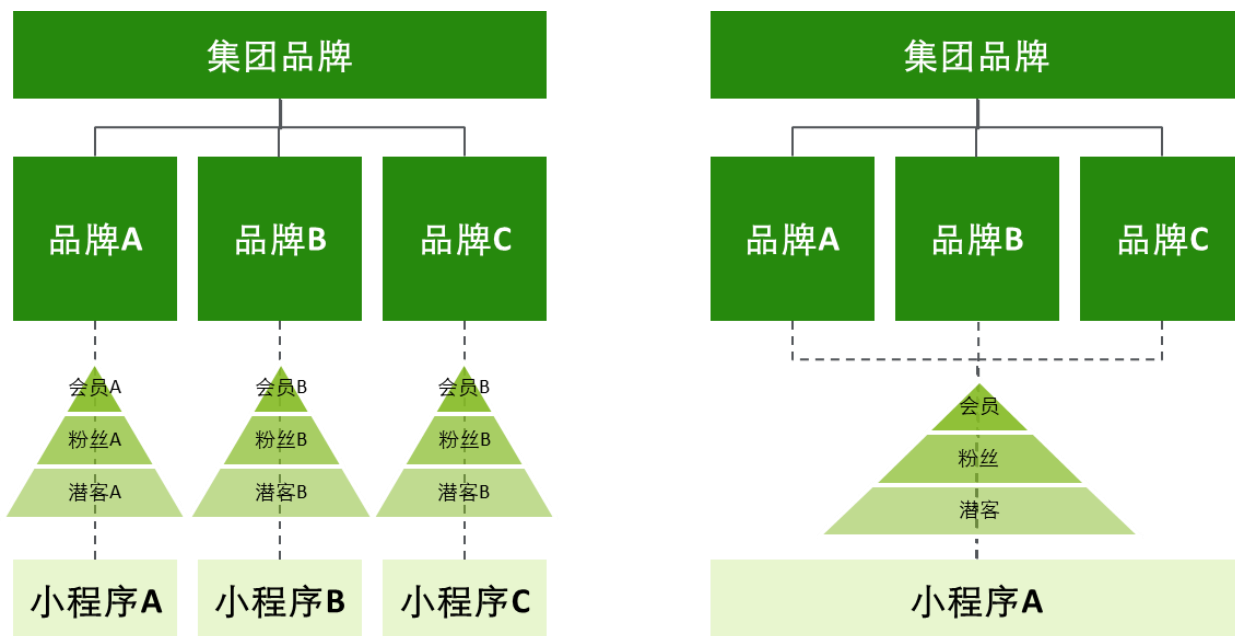 集团品牌
品牌A
品牌B
品牌C
会员A
会员B
会员B
粉丝A
粉丝B
粉丝B
潜客A
潜客B
潜客B
小程序A
小程序B
小程序C
集团品牌
品牌A
品牌B
品牌C
会员
粉丝
潜客
小程序A